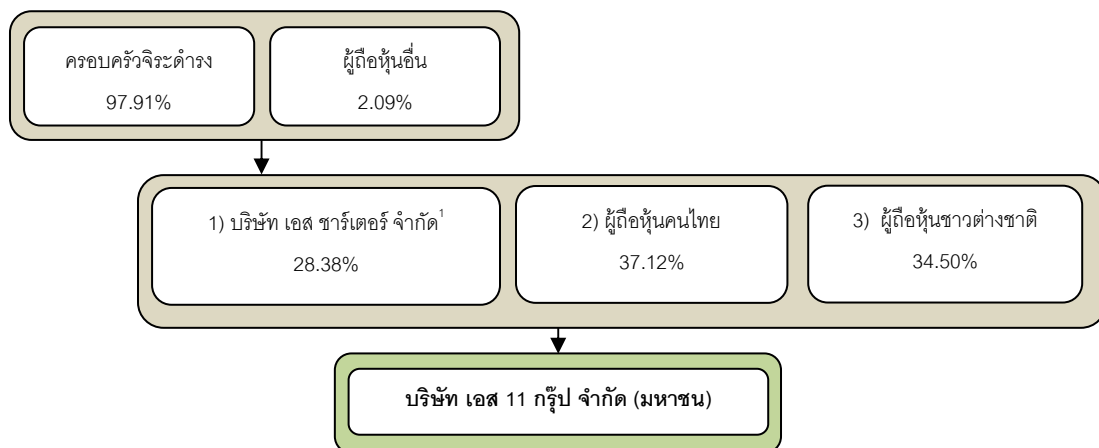 ครอบครัวจิระดำรง
97.91%
ผู้ถือหุ้นอื่น
2.09%
1) บริษัท เอส ชาร์เตอร์ จำกัด¹
28.38%
2) ผู้ถือหุ้นคนไทย
37.12%
3) ผู้ถือหุ้นชาวต่างชาติ
34.50%
บริษัท เอส 11 กรุ๊ป จำกัด (มหาชน)